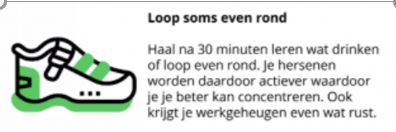 Loop soms even rond
Haal na 30 minuten leren wat drinken
of loop even rond. Je hersenen
worden daardoor actiever waardoor
je je beter kan concentreren. Ook
krijgt je werkgeheugen even wat rust.